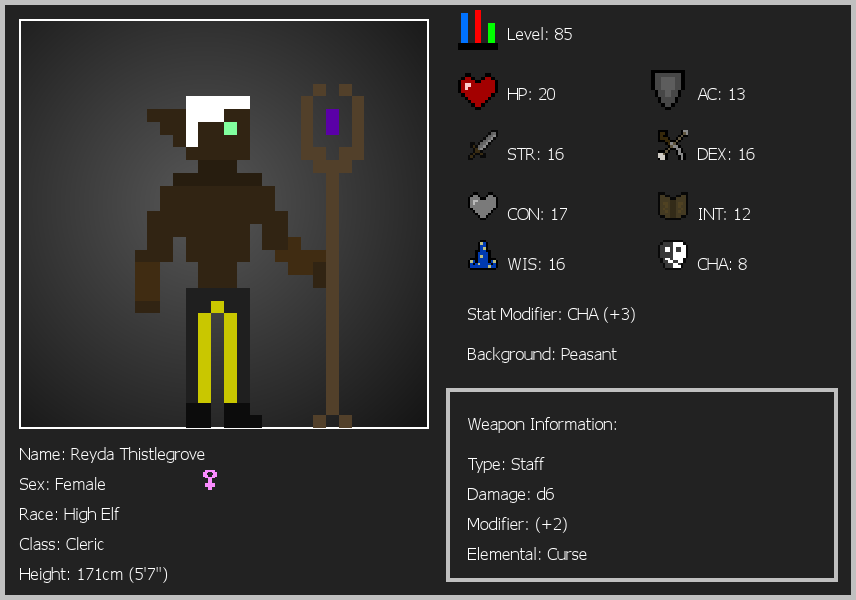 Level: 85
HP: 20
AC: 13
STR: 16
DEX: 16
CON: 17
INT: 12
WIS: 16
CHA: 8
Stat Modifier: CHA (+3)
Background: Peasant
Weapon Information:
Type: Staff
Damage: d6
Modifier: (+2)
Elemental: Curse
Name: Reyda Thistlegrove
Sex: Female
Race: High Elf
Class: Cleric
Height: 171cm (5'7")